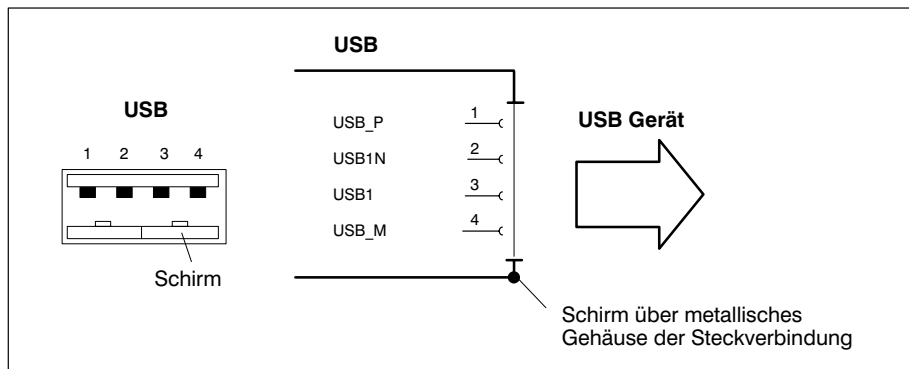 USB
USB
1 2 3 4
Schirm
USB_P 1
USB1N 2
USB1 3
USB_M 4
USB Gerät
Schirm über metallisches
Gehäuse der Steckverbindung